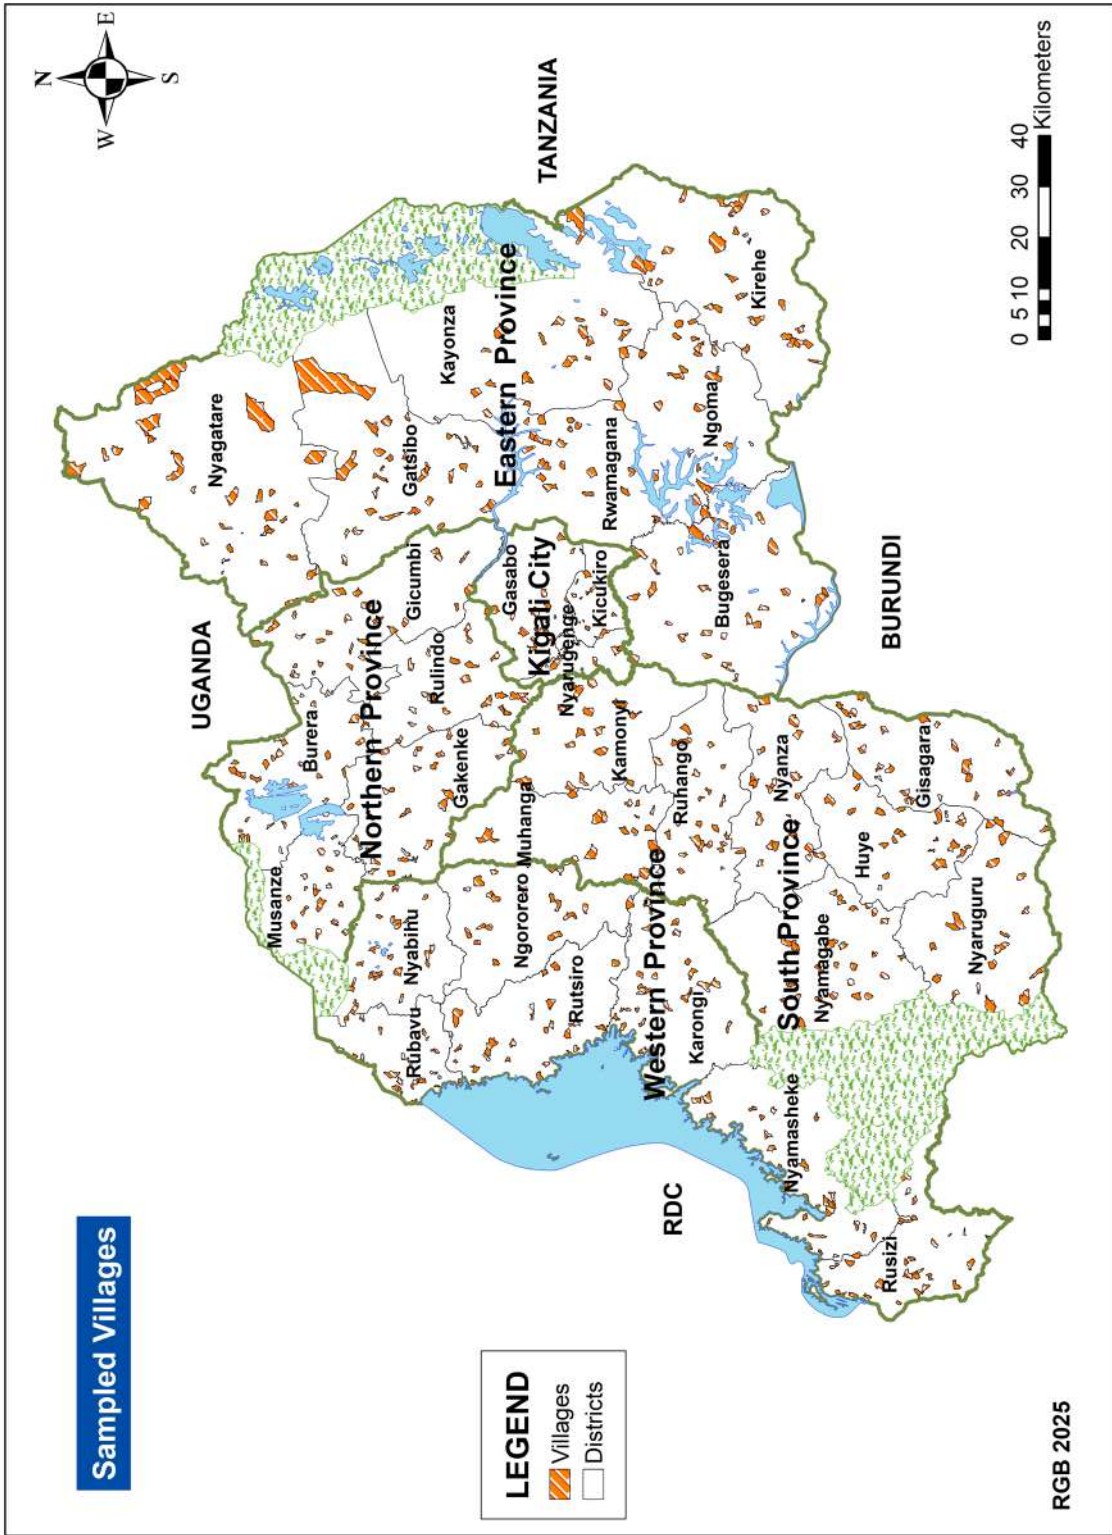 Sampled Villages
N
W
E
S
UGANDA
TANZANIA
BURUNDI
RDC
Nyagatare
Musanze
Burera
Gicumbi
Gatsibo
Kayonza
Northern Province
Rulindo
Gakenke
Rubavu
Nyabihu
Ngororero
Muhanga
Rutsiro
Gasabo
Kigali City
Nyarugenge
Kicukiro
Eastern Province
Rwamagana
Kamonyi
Western Province
Karongi
Ruhango
Bugesera
Ngoma
Kirehe
Nyamasheke
South Province
Nyamagabe
Nyanza
Huye
Gisagara
Nyaruguru
Rusizi
LEGEND
Villages
Districts
0 5 10 20 30 40
Kilometers
RGB 2025